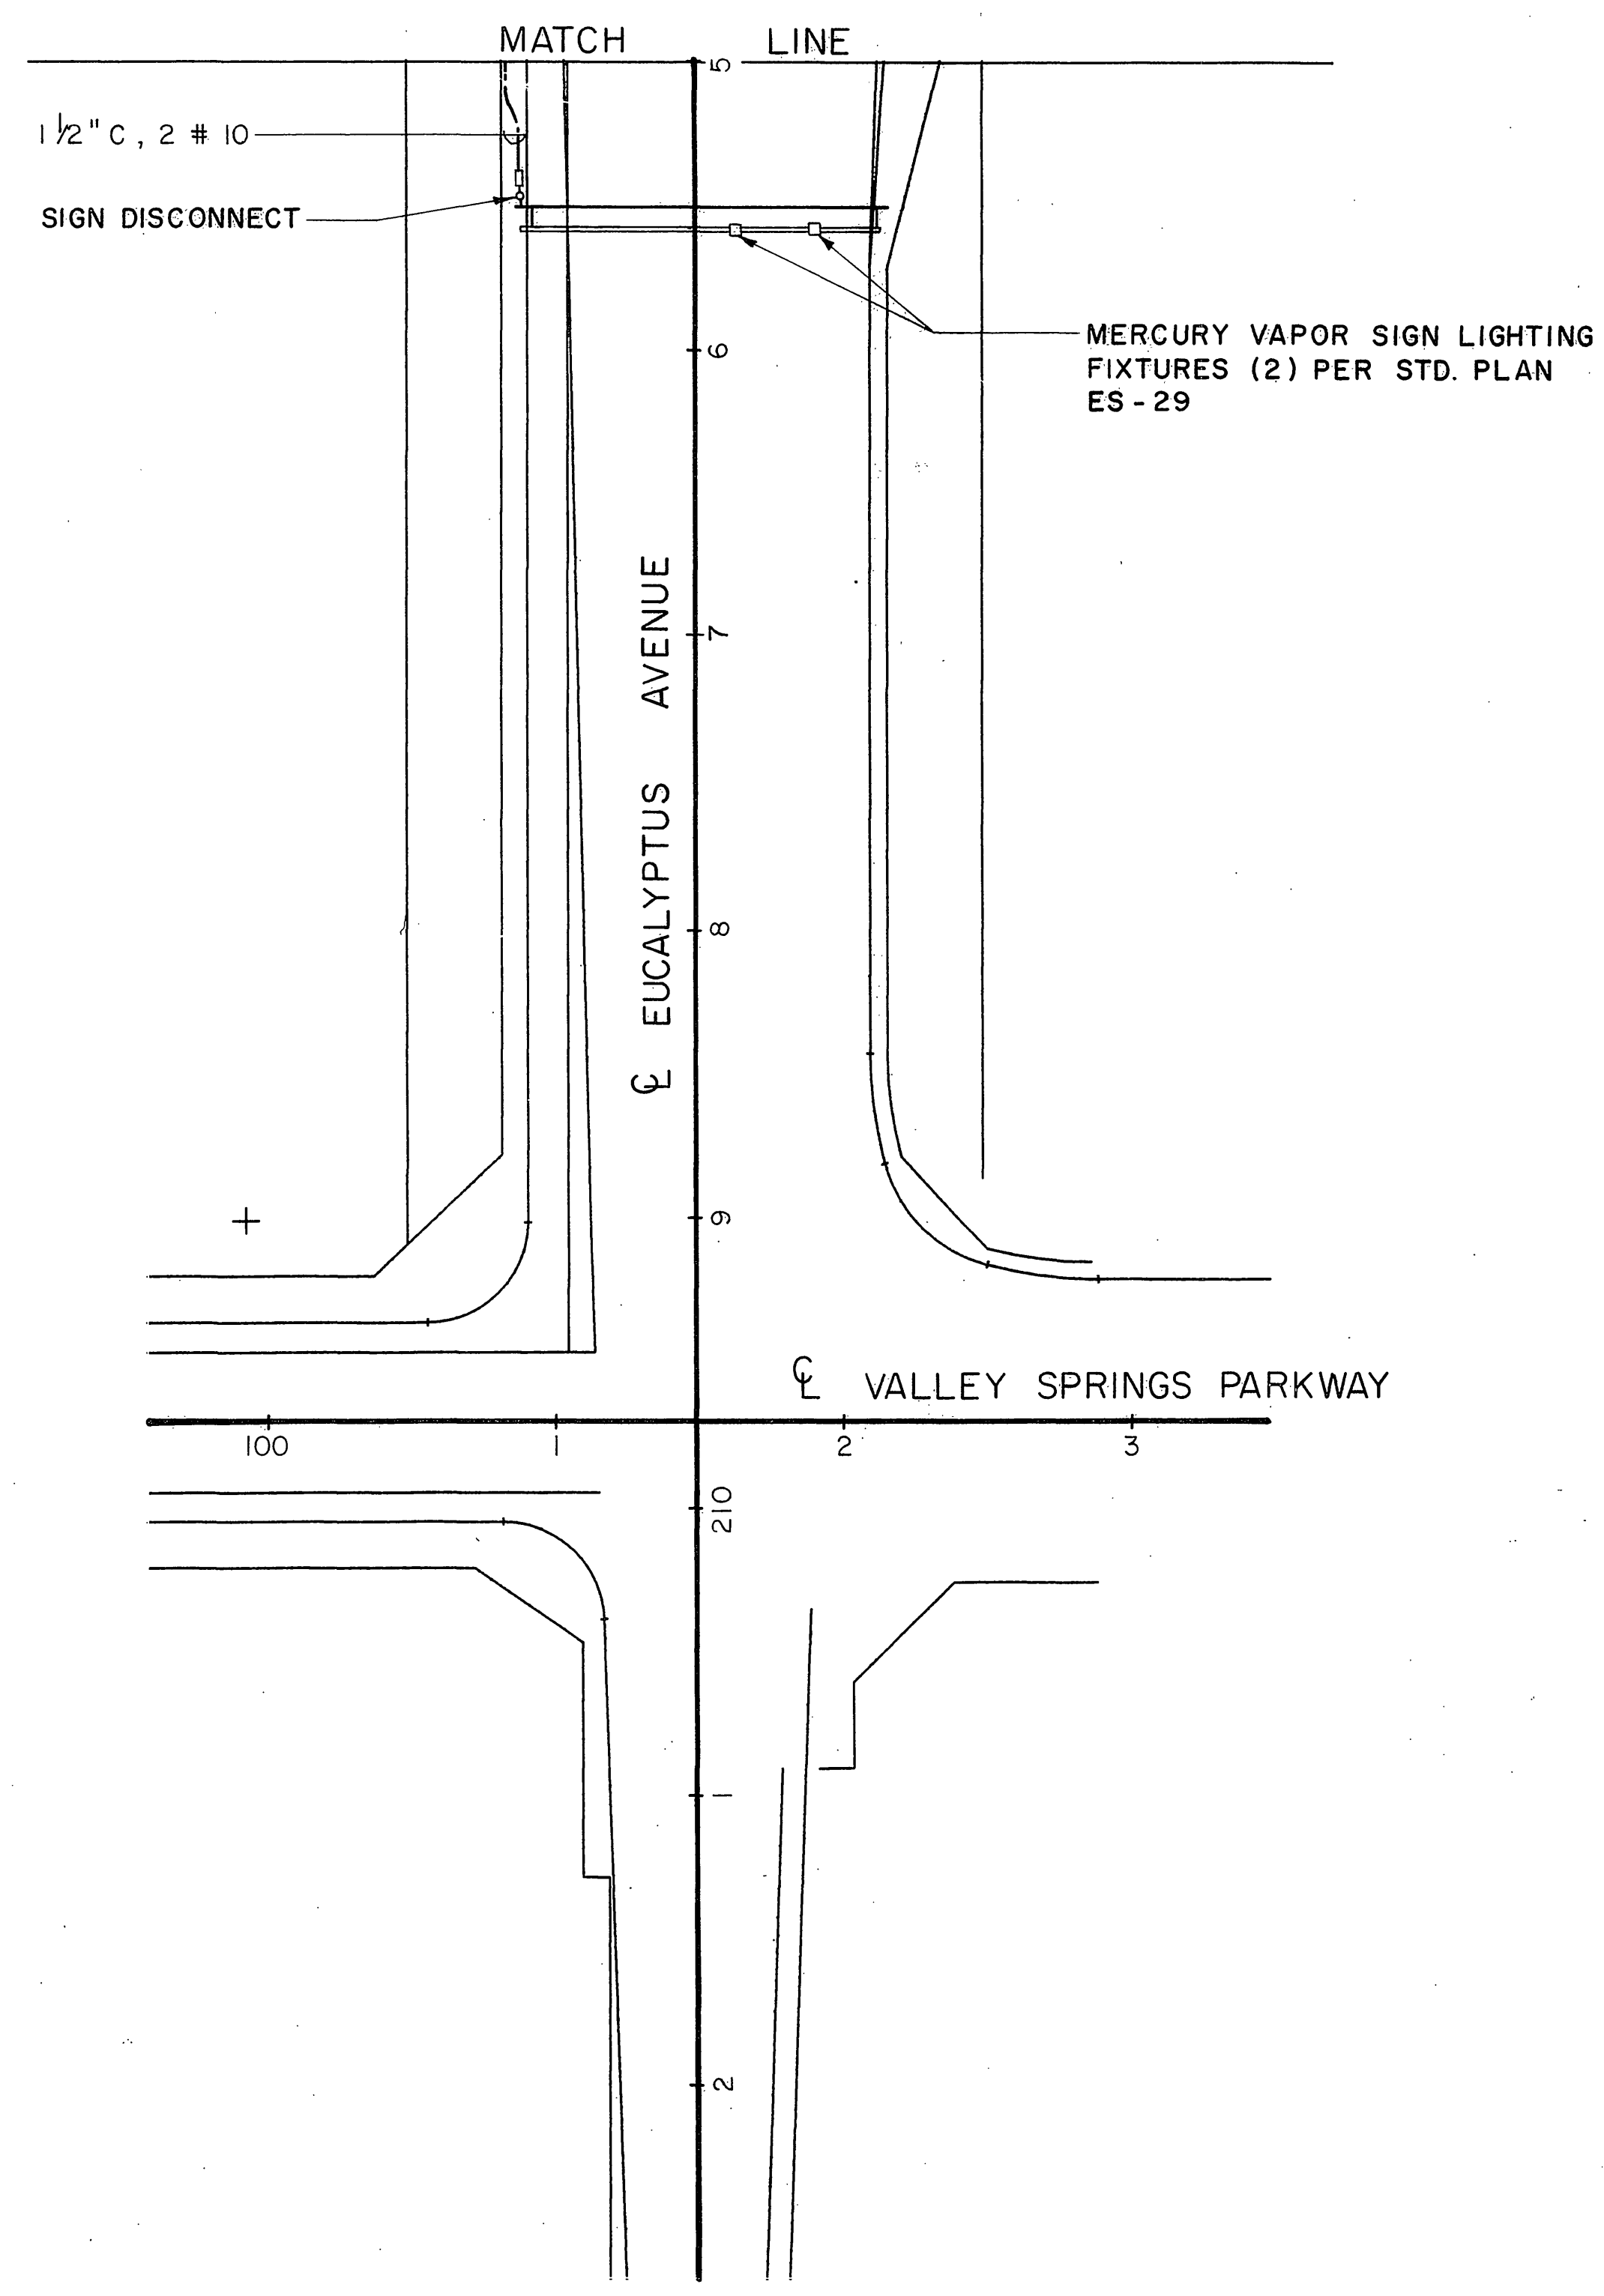 MATCH LINE
5
1 1/2" C, 2 # 10
SIGN DISCONNECT
MERCURY VAPOR SIGN LIGHTING
FIXTURES (2) PER STD. PLAN
ES-29
6
7
8
9
℄ EUCALYPTUS AVENUE
℄ VALLEY SPRINGS PARKWAY
100 1 2 3
210
1
2